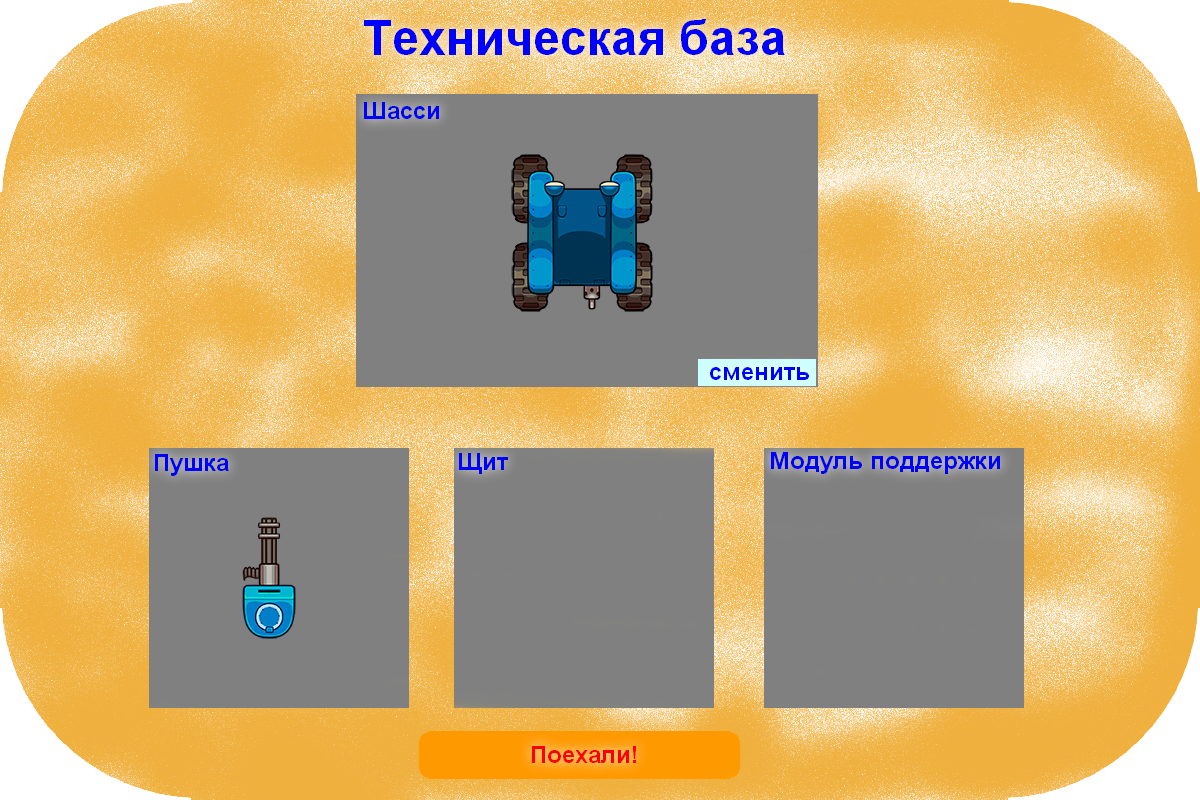 Техническая база
Шасси
сменить
Пушка
Щит
Модуль поддержки
Поехали!